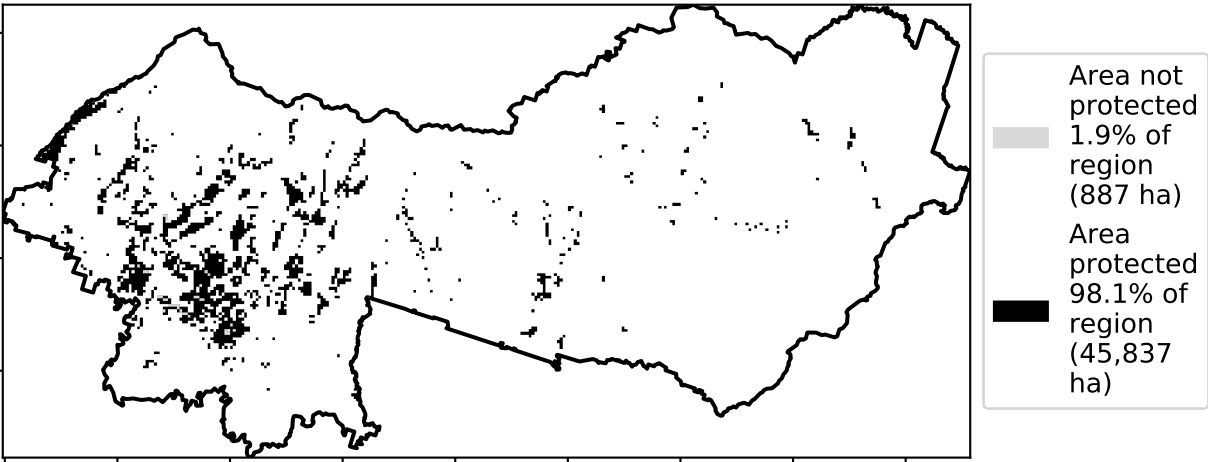 Area not
protected
1.9% of
region
(887 ha)
Area
protected
98.1% of
region
(45,837
ha)